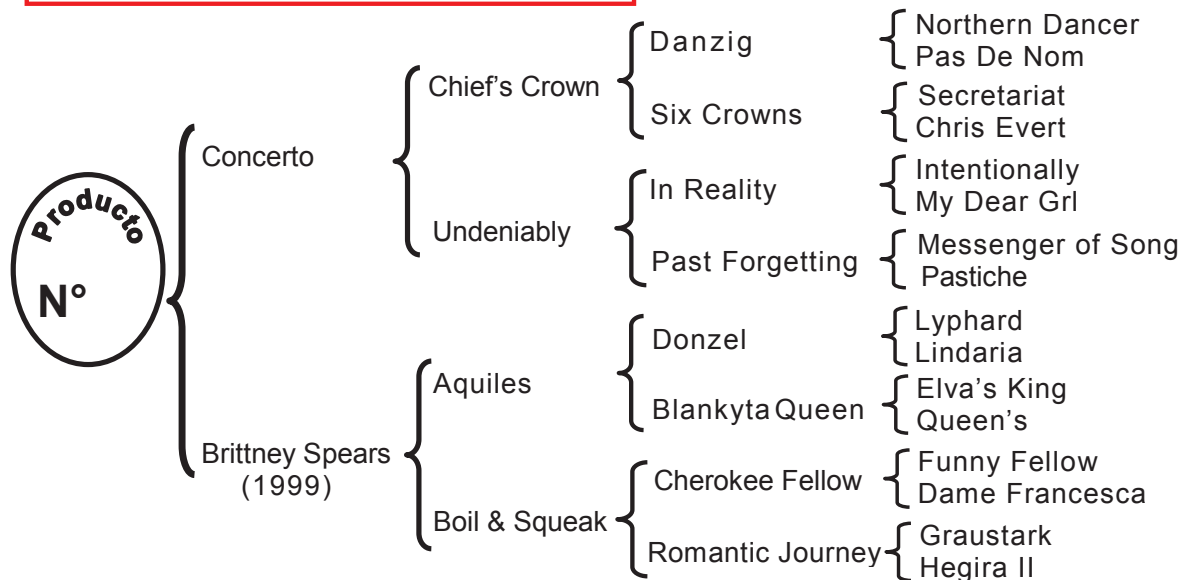 Producto
N°
Concerto
Brittney Spears
(1999)
Chief's Crown
Undeniably
Aquiles
Boil & Squeak
Danzig
Six Crowns
In Reality
Past Forgetting
Donzel
Blankyta Queen
Cherokee Fellow
Romantic Journey
Northern Dancer
Pas De Nom
Secretariat
Chris Evert
Intentionally
My Dear Grl
Messenger of Song
Pastiche
Lyphard
Lindaria
Elva's King
Queen's
Funny Fellow
Dame Francesca
Graustark
Hegira II